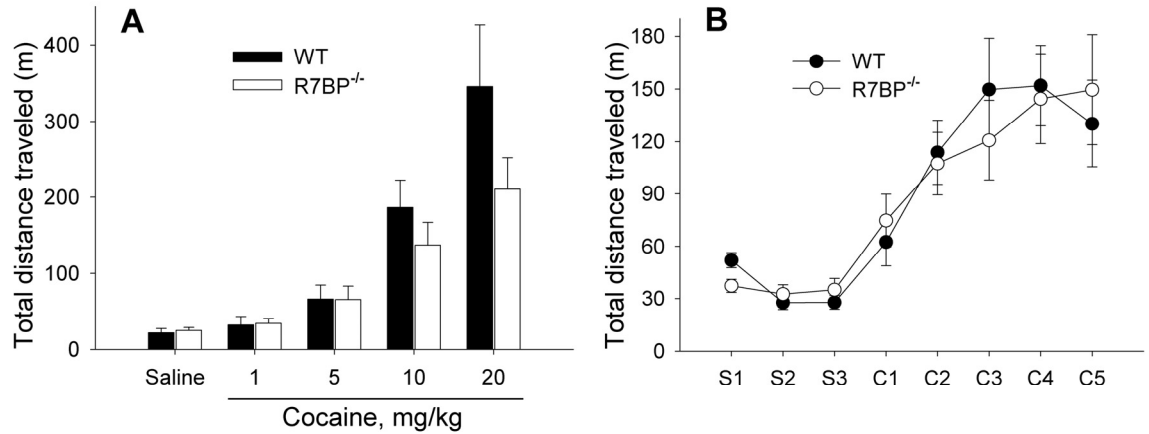 A
WT
R7BP-/-
Total distance traveled (m)
400
300
200
100
0
Saline 1 5 10 20
Cocaine, mg/kg
B
WT
R7BP-/-
Total distance traveled (m)
180
150
120
90
60
30
0
S1 S2 S3 C1 C2 C3 C4 C5